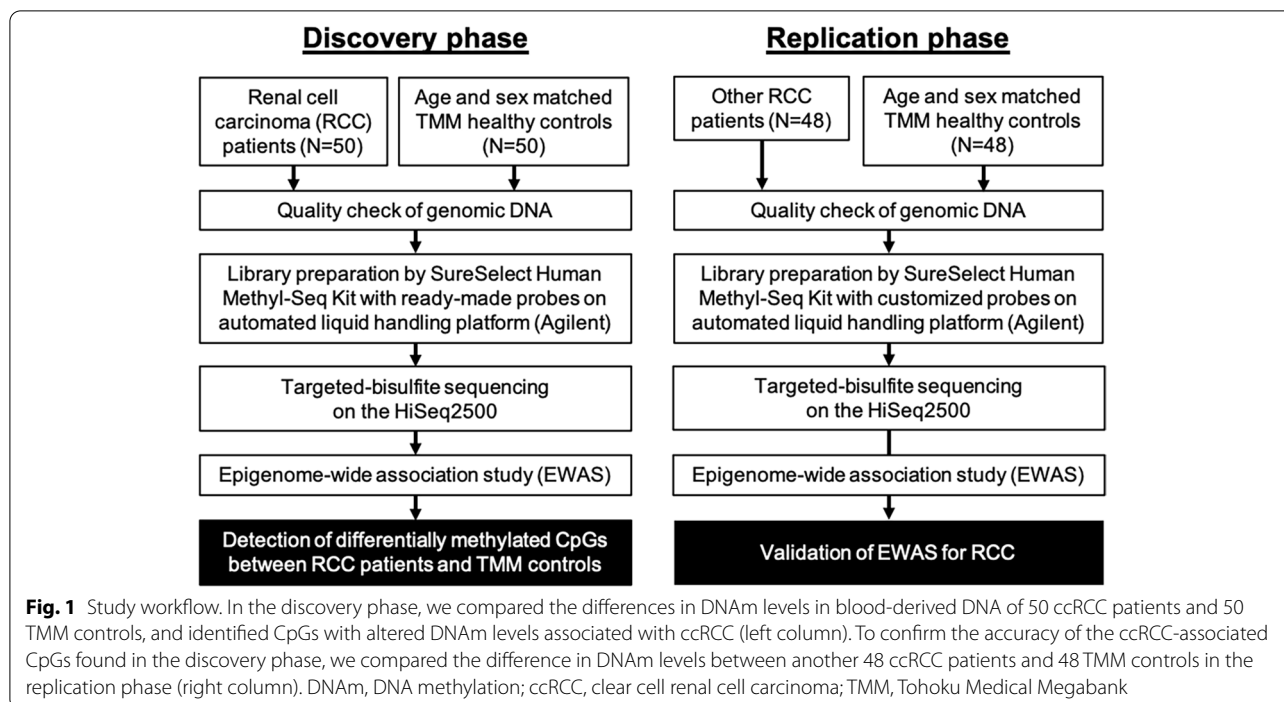 Discovery phase
Renal cell
carcinoma (RCC)
patients (N=50)
Age and sex matched
TMM healthy controls
(N=50)
Quality check of genomic DNA
Library preparation by SureSelect Human
Methyl-Seq Kit with ready-made probes on
automated liquid handling platform (Agilent)
Targeted-bisulfite sequencing
on the HiSeq2500
Epigenome-wide association study (EWAS)
Detection of differentially methylated CpGs
between RCC patients and TMM controls
Replication phase
Other RCC
patients (N=48)
Age and sex matched
TMM healthy controls
(N=48)
Quality check of genomic DNA
Library preparation by SureSelect Human
Methyl-Seq Kit with customized probes on
automated liquid handling platform (Agilent)
Targeted-bisulfite sequencing
on the HiSeq2500
Epigenome-wide association study (EWAS)
Validation of EWAS for RCC
Fig. 1 Study workflow. In the discovery phase, we compared the differences in DNAm levels in blood-derived DNA of 50 ccRCC patients and 50
TMM controls, and identified CpGs with altered DNAm levels associated with ccRCC (left column). To confirm the accuracy of the ccRCC-associated
CpGs found in the discovery phase, we compared the difference in DNAm levels between another 48 ccRCC patients and 48 TMM controls in the
replication phase (right column). DNAm, DNA methylation; ccRCC, clear cell renal cell carcinoma; TMM, Tohoku Medical Megabank